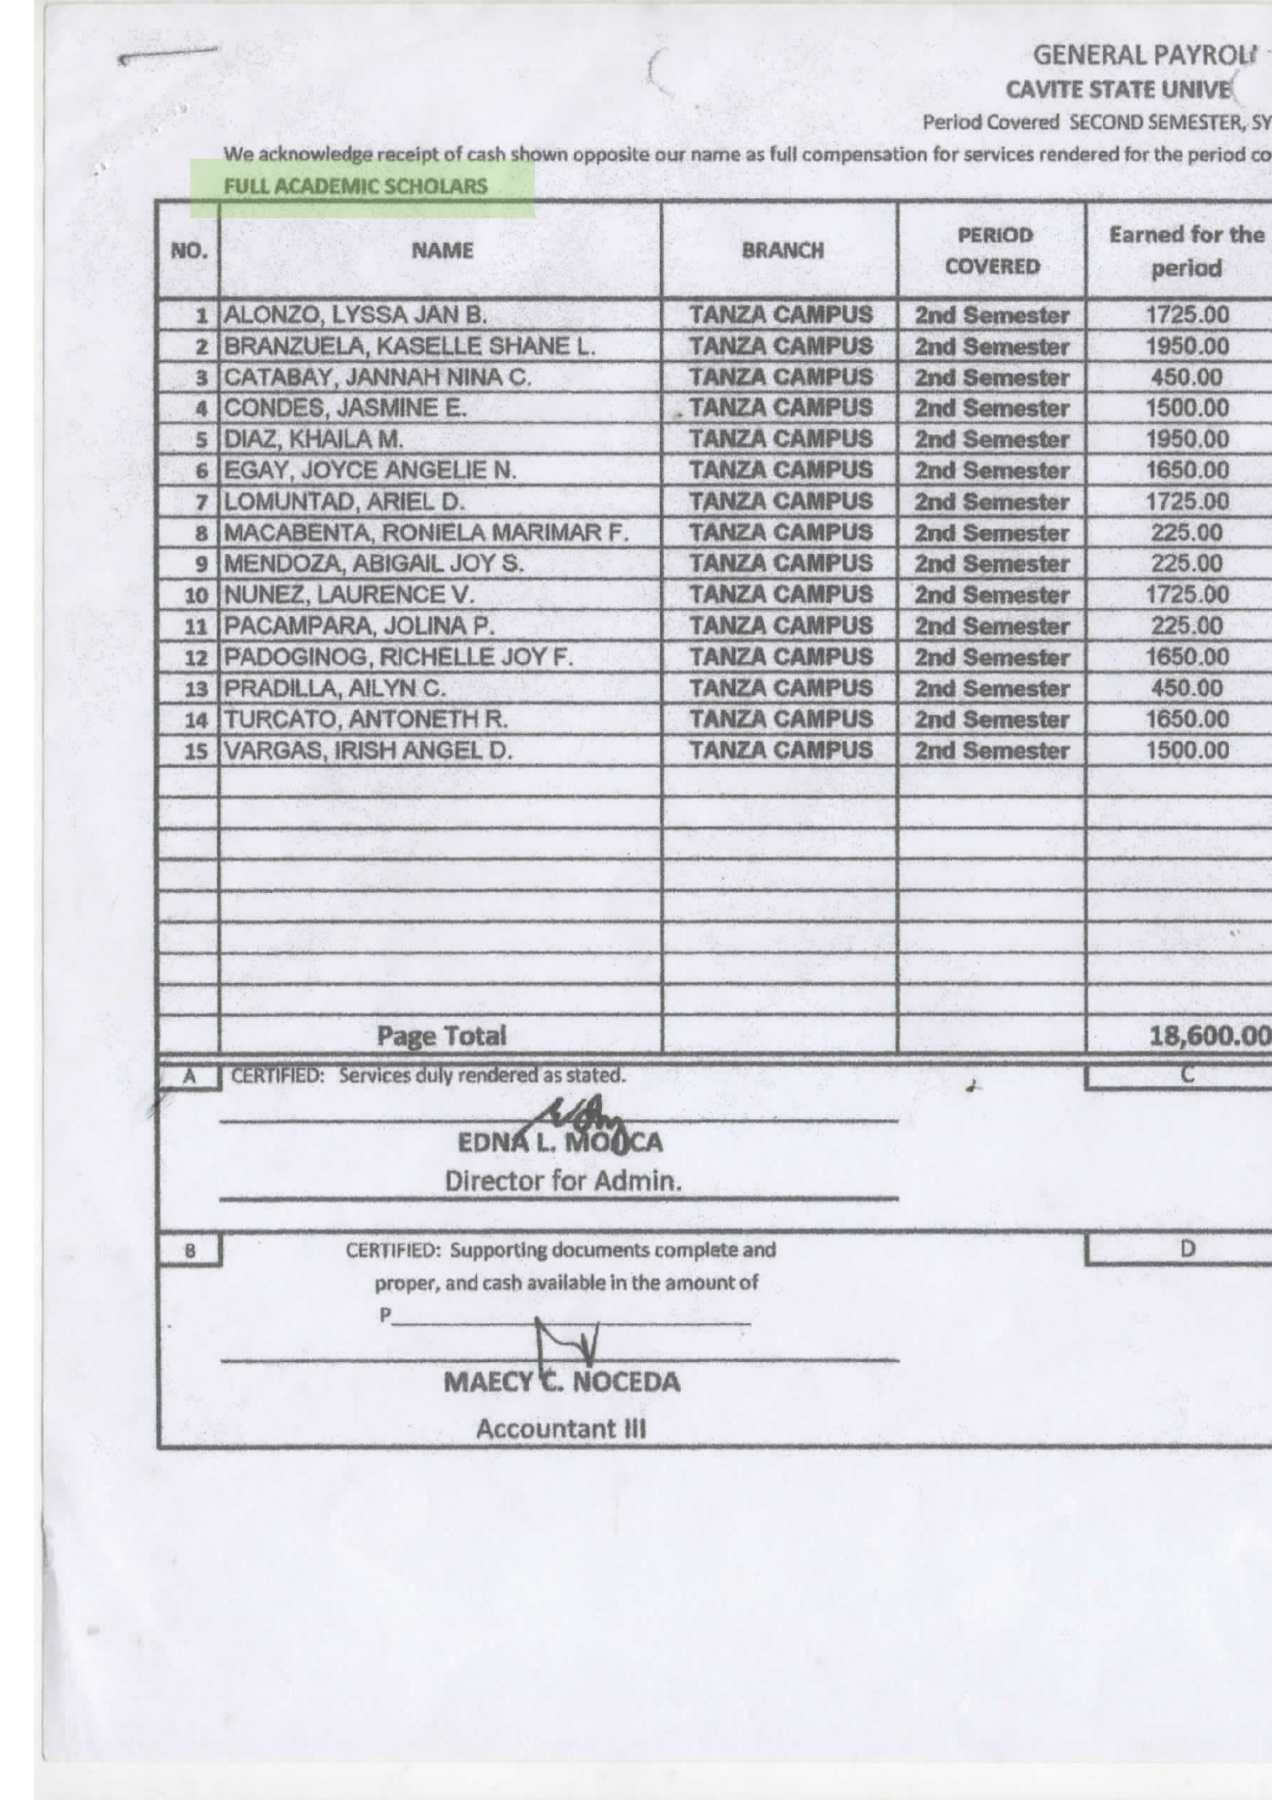 GENERAL PAYROLL
CAVITE STATE UNIVE
Period Covered SECOND SEMESTER, SY
We acknowledge receipt of cash shown opposite our name as full compensation for services rendered for the period co
FULL ACADEMIC SCHOLARS
NO. NAME BRANCH PERIOD COVERED Earned for the period
1 ALONZO, LYSSA JAN B. TANZA CAMPUS 2nd Semester 1725.00
2 BRANZUELA, KASELLE SHANE L. TANZA CAMPUS 2nd Semester 1950.00
3 CATABAY, JANNAH NINA C. TANZA CAMPUS 2nd Semester 450.00
4 CONDES, JASMINE E. TANZA CAMPUS 2nd Semester 1500.00
5 DIAZ, KHAILA M. TANZA CAMPUS 2nd Semester 1950.00
6 EGAY, JOYCE ANGELIE N. TANZA CAMPUS 2nd Semester 1650.00
7 LOMUNTAD, ARIEL D. TANZA CAMPUS 2nd Semester 1725.00
8 MACABENTA, RONIELA MARIMAR F. TANZA CAMPUS 2nd Semester 225.00
9 MENDOZA, ABIGAIL JOY S. TANZA CAMPUS 2nd Semester 225.00
10 NUNEZ, LAURENCE V. TANZA CAMPUS 2nd Semester 1725.00
11 PACAMPARA, JOLINA P. TANZA CAMPUS 2nd Semester 225.00
12 PADOGINOG, RICHELLE JOY F. TANZA CAMPUS 2nd Semester 1650.00
13 PRADILLA, AILYN C. TANZA CAMPUS 2nd Semester 450.00
14 TURCATO, ANTONETH R. TANZA CAMPUS 2nd Semester 1650.00
15 VARGAS, IRISH ANGEL D. TANZA CAMPUS 2nd Semester 1500.00
Page Total 18,600.00
A CERTIFIED: Services duly rendered as stated. C
EDNA L. MOJICA
Director for Admin.
B CERTIFIED: Supporting documents complete and D
proper, and cash available in the amount of
P
MAECY C. NOCEDA
Accountant III